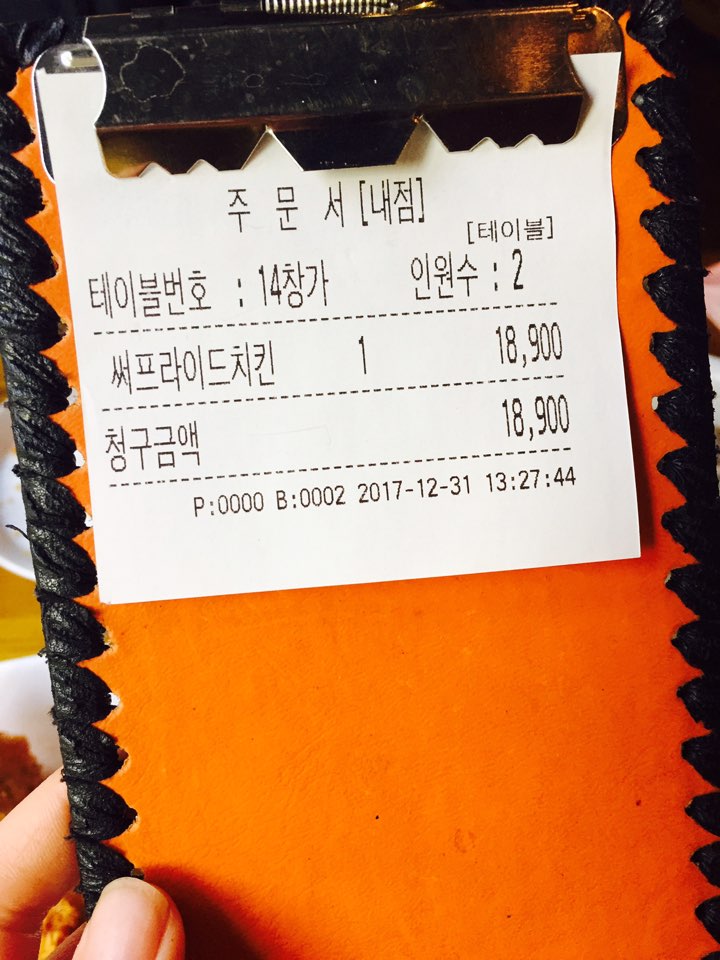 주 문 서 [내점]
[테이블]
테이블번호 : 14창가 인원수 : 2
써프라이드치킨 1 18,900
청구금액 18,900
P:0000 B:0002 2017-12-31 13:27:44